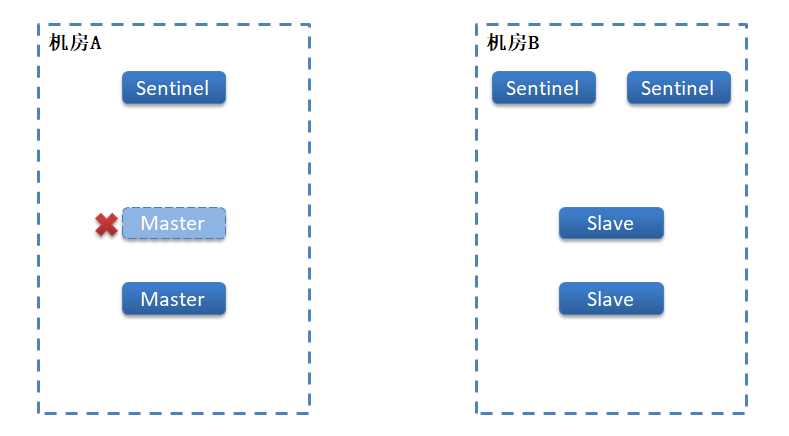 机房A
Sentinel
Master
Master
机房B
Sentinel
Sentinel
Slave
Slave